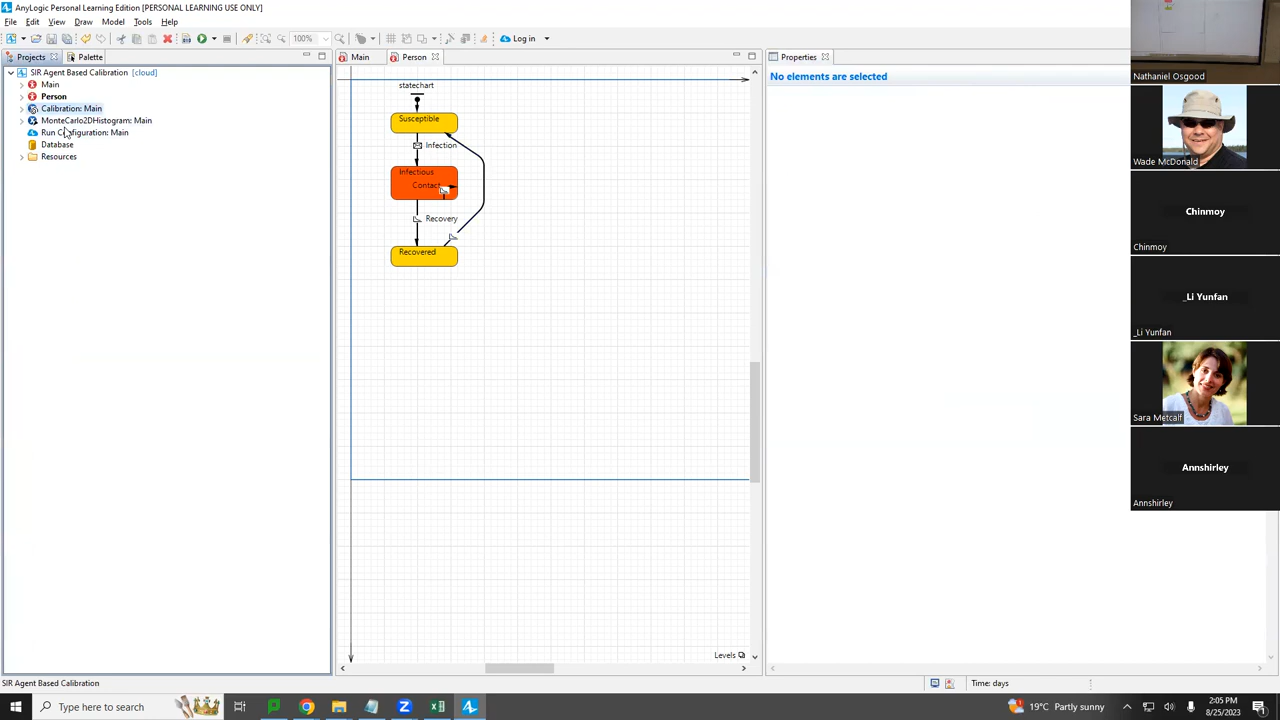 AnyLogic Personal Learning Edition [PERSONAL LEARNING USE ONLY]
File Edit View Draw Model Tools Help
100% Log in
Projects Palette
Main Person
Properties
SIR Agent Based Calibration [cloud]
Main
Person
Calibration: Main
MonteCarlo2DHistogram: Main
Run Configuration: Main
Database
Resources
statechart
Susceptible
Infection
Infectious
Contact
Recovery
Recovered
Levels
No elements are selected
Nathaniel Osgood
Wade McDonald
Chinmoy
Chinmoy
_Li Yunfan
_Li Yunfan
Sara Metcalf
Annshirley
Annshirley
SIR Agent Based Calibration
Time: days
Type here to search
19°C Partly sunny
2:05 PM
8/25/2023